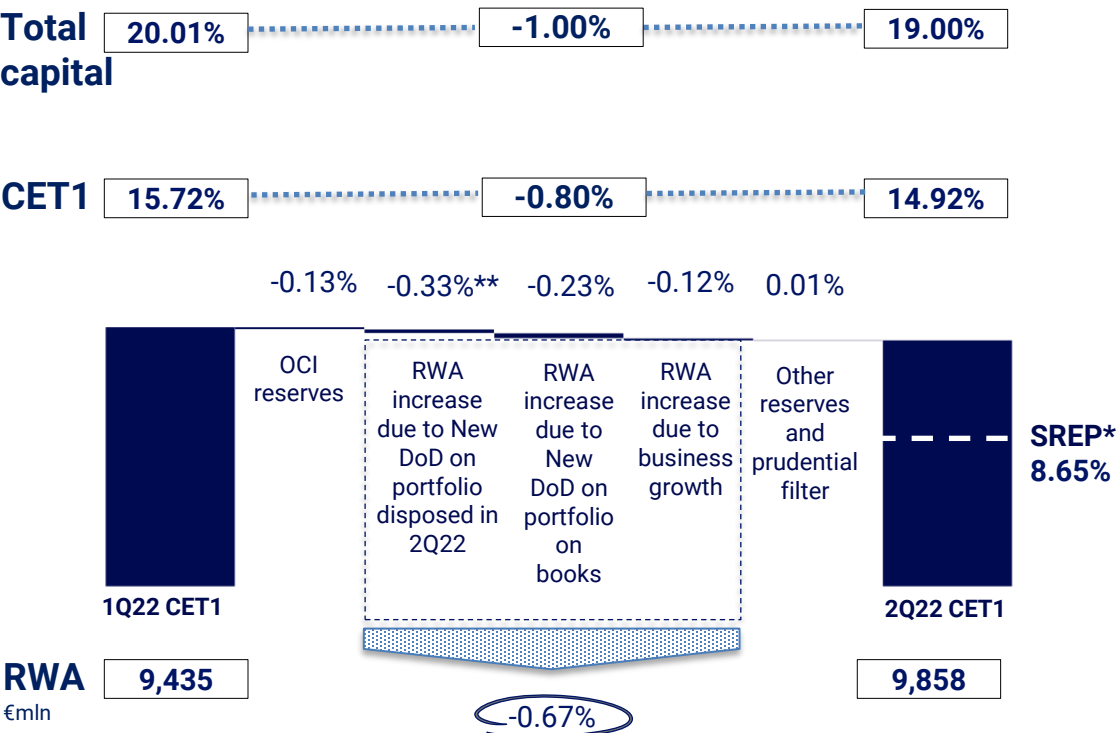 Total capital 20.01% -1.00% 19.00%
CET1 15.72% -0.80% 14.92%
-0.13% -0.33%** -0.23% -0.12% 0.01%
OCI
reserves
RWA
increase
due to New
DoD on
portfolio
disposed in
2Q22
RWA
increase
due to
New
DoD on
portfolio
on
books
RWA
increase
due to
business
growth
Other
reserves
and
prudential
filter
SREP*
8.65%
1Q22 CET1
2Q22 CET1
RWA 9,435 9,858
€mln
-0.67%